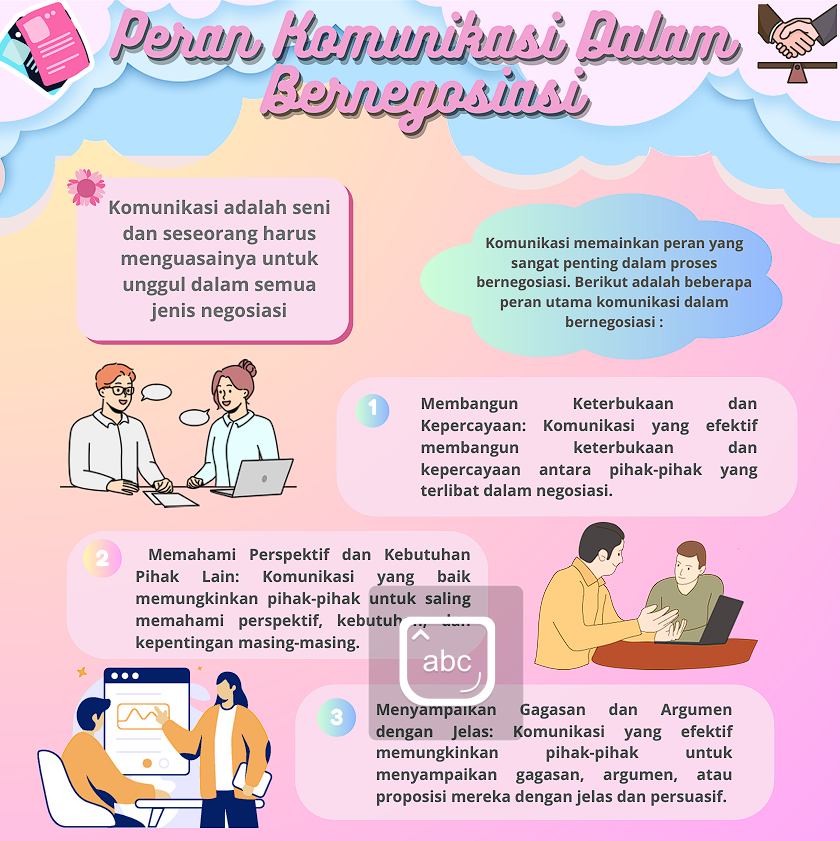 Peran Komunikasi Dalam
Bernegosiasi
Komunikasi adalah seni
dan seseorang harus
menguasainya untuk
unggul dalam semua
jenis negosiasi
Komunikasi memainkan peran yang
sangat penting dalam proses
bernegosiasi. Berikut adalah beberapa
peran utama komunikasi dalam
bernegosiasi :
1
Membangun Keterbukaan dan
Kepercayaan: Komunikasi yang efektif
membangun keterbukaan dan
kepercayaan antara pihak-pihak yang
terlibat dalam negosiasi.
2
Memahami Perspektif dan Kebutuhan
Pihak Lain: Komunikasi yang baik
memungkinkan pihak-pihak untuk saling
memahami perspektif, kebutuhan, dan
kepentingan masing-masing.
abc
3
Menyampaikan Gagasan dan Argumen
dengan Jelas: Komunikasi yang efektif
memungkinkan pihak-pihak untuk
menyampaikan gagasan, argumen, atau
proposisi mereka dengan jelas dan persuasif.